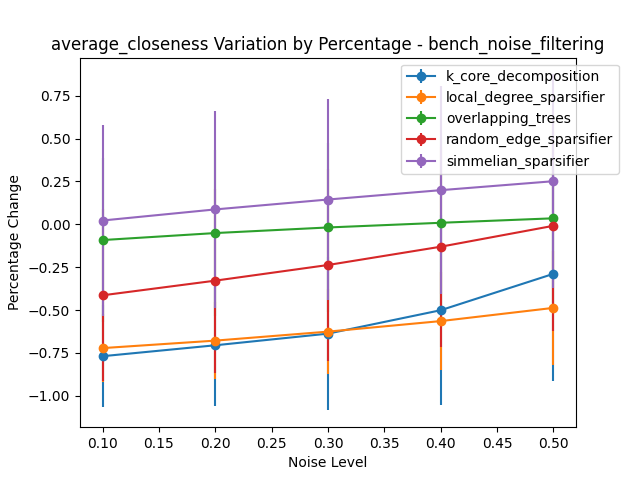 average_closeness Variation by Percentage - bench_noise_filtering
k_core_decomposition
local_degree_sparsifier
overlapping_trees
random_edge_sparsifier
simmelian_sparsifier
Percentage Change
0.75
0.50
0.25
0.00
−0.25
−0.50
−0.75
−1.00
0.10 0.15 0.20 0.25 0.30 0.35 0.40 0.45 0.50
Noise Level